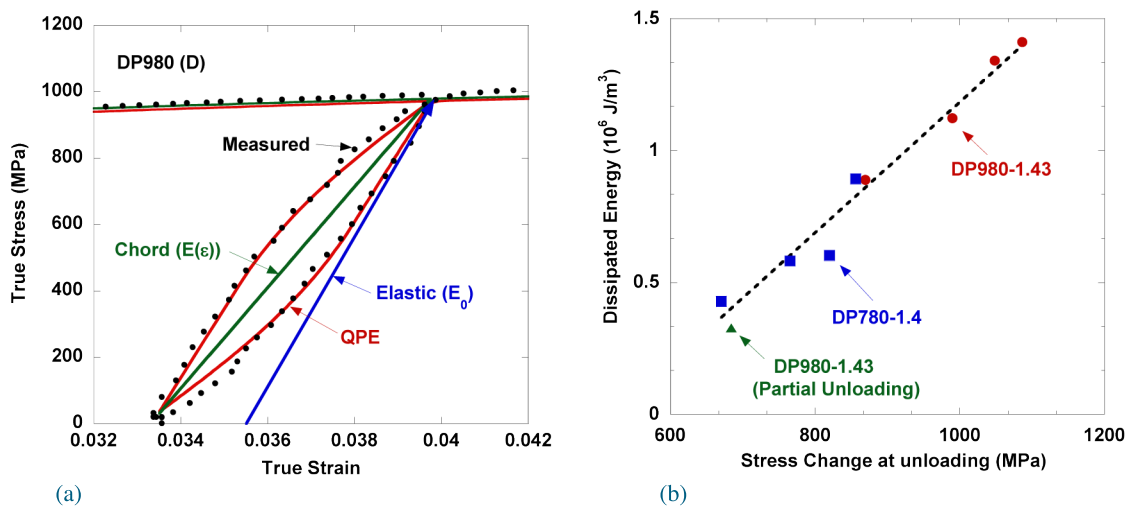 1200
1000
800
600
400
200
0
True Stress (MPa)
DP980 (D)
Measured
Chord (E(ε))
Elastic (E₀)
QPE
0.032
0.034
0.036
0.038
0.04
0.042
True Strain
(a)
1.5
1
0.5
0
Dissipated Energy (10⁶ J/m³)
DP980-1.43
DP780-1.4
DP980-1.43
(Partial Unloading)
600
800
1000
1200
Stress Change at unloading (MPa)
(b)